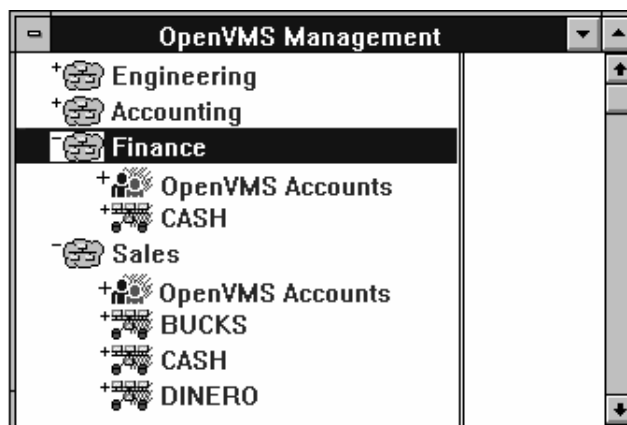 OpenVMS Management
Engineering
Accounting
Finance
OpenVMS Accounts
CASH
Sales
OpenVMS Accounts
BUCKS
CASH
DINERO